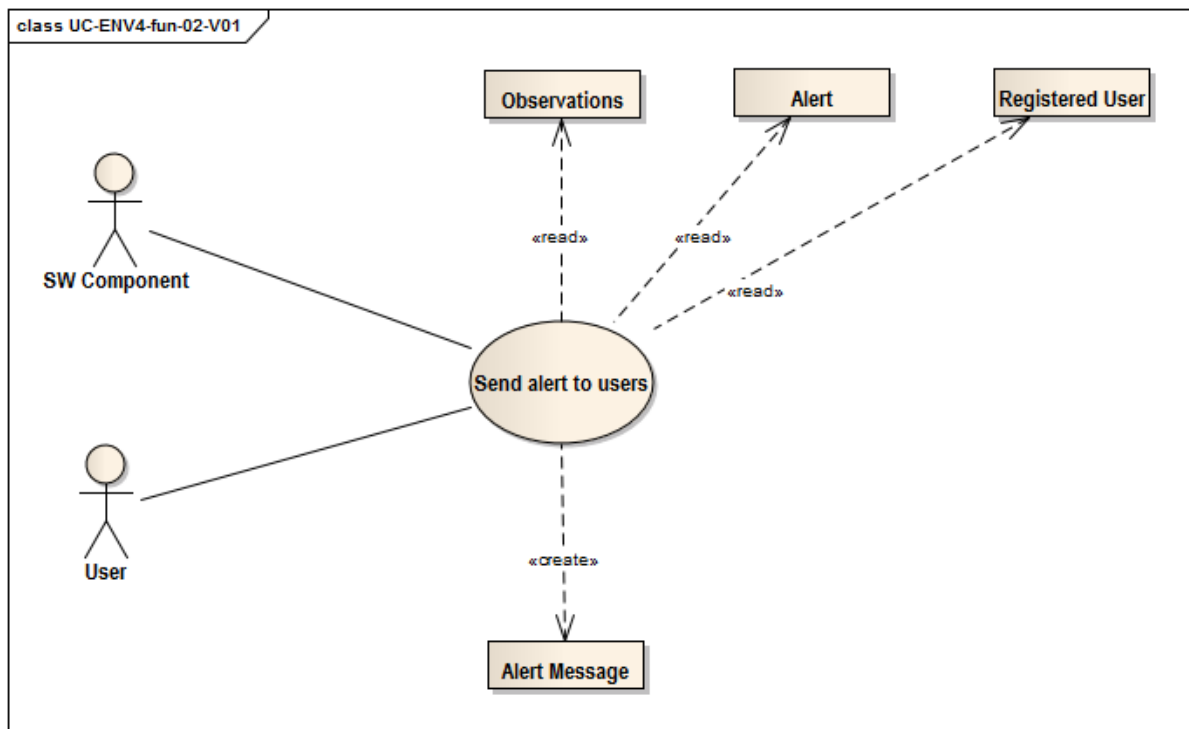 class UC-ENV4-fun-02-V01
Observations
Alert
Registered User
SW Component
«read»
«read»
«read»
Send alert to users
User
«create»
Alert Message